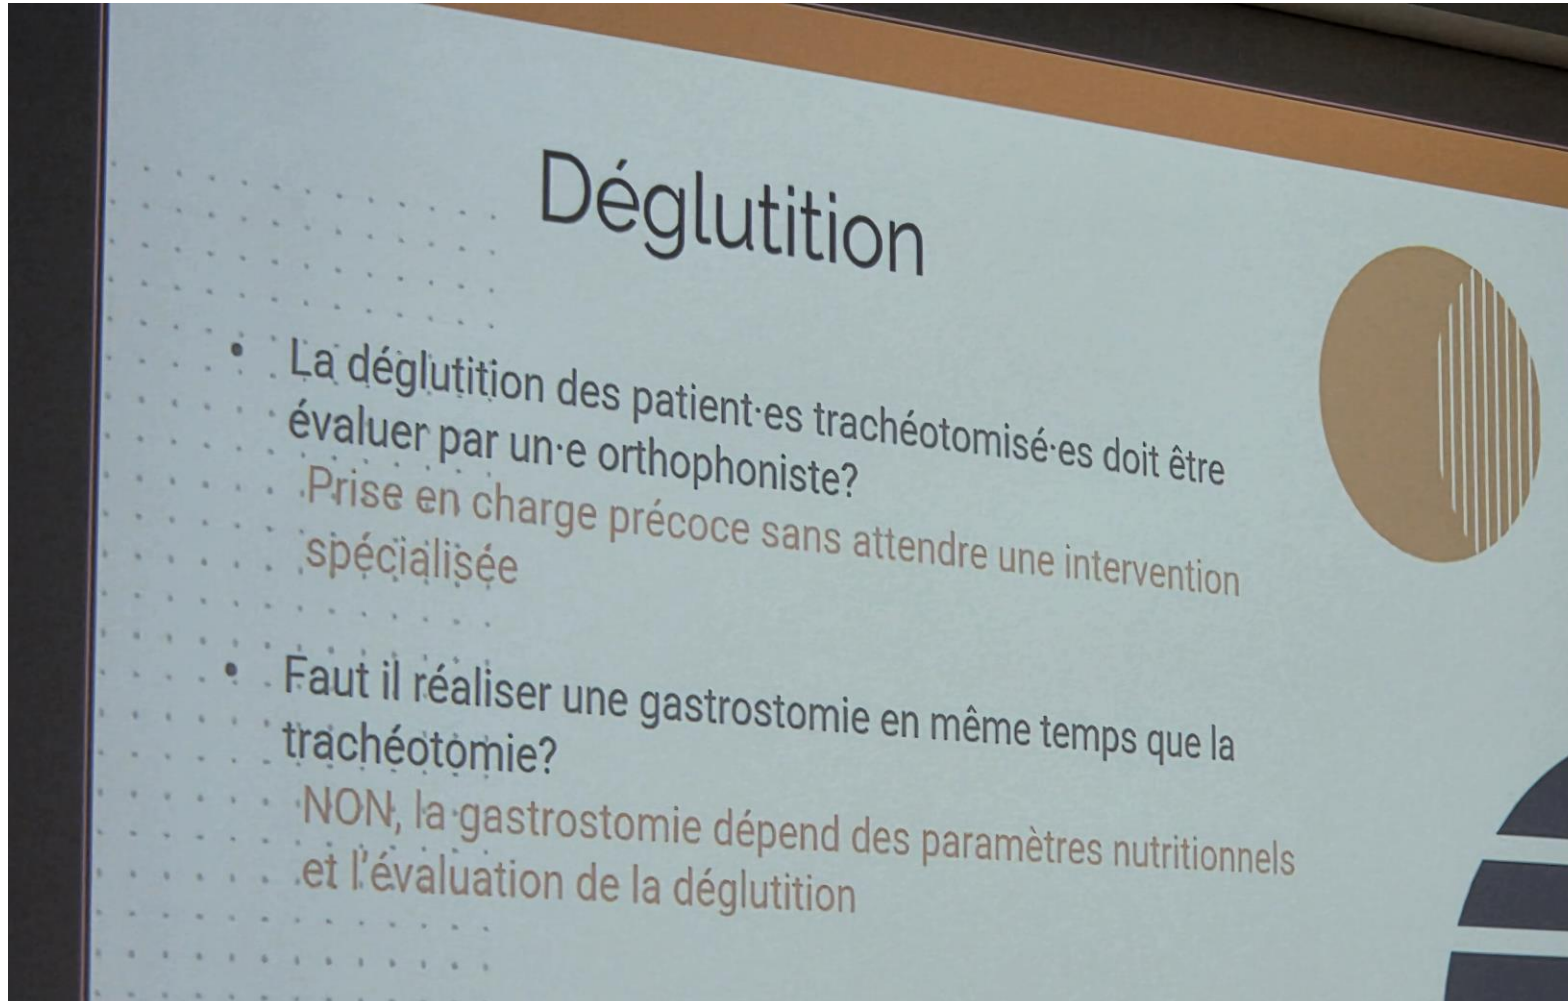 Déglutition
• La déglutition des patient·es trachéotomisé·es doit être
évaluer par un·e orthophoniste?
Prise en charge précoce sans attendre une intervention
spécialisée
• Faut il réaliser une gastrostomie en même temps que la
trachéotomie?
NON, la gastrostomie dépend des paramètres nutritionnels
et l'évaluation de la déglutition